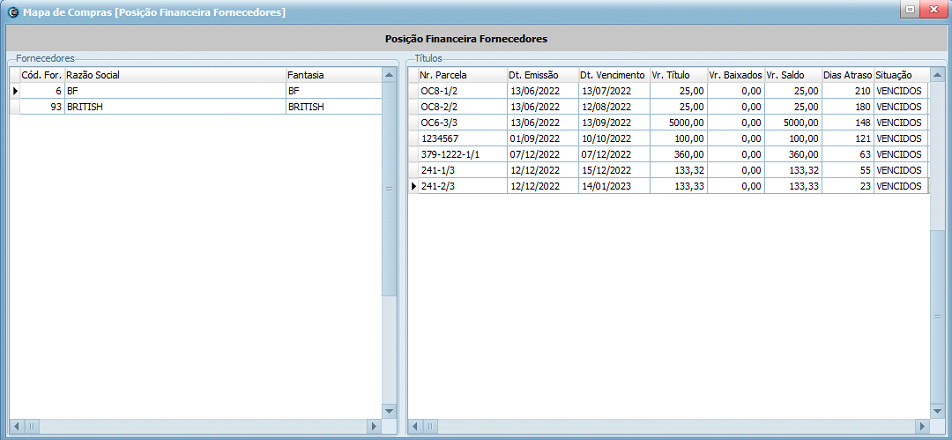 Mapa de Compras [Posição Financeira Fornecedores]
Posição Financeira Fornecedores
Fornecedores
Cód. For. Razão Social Fantasia
6 BF BF
93 BRITISH BRITISH
Títulos
Nr. Parcela Dt. Emissão Dt. Vencimento Vr. Título Vr. Baixados Vr. Saldo Dias Atraso Situação
OC8-1/2 13/06/2022 13/07/2022 25,00 0,00 25,00 210 VENCIDOS
OC8-2/2 13/06/2022 12/08/2022 25,00 0,00 25,00 180 VENCIDOS
OC6-3/3 13/06/2022 13/09/2022 5000,00 0,00 5000,00 148 VENCIDOS
1234567 01/09/2022 10/10/2022 100,00 0,00 100,00 121 VENCIDOS
379-1222-1/1 07/12/2022 07/12/2022 360,00 0,00 360,00 63 VENCIDOS
241-1/3 12/12/2022 15/12/2022 133,32 0,00 133,32 55 VENCIDOS
241-2/3 12/12/2022 14/01/2023 133,33 0,00 133,33 23 VENCIDOS